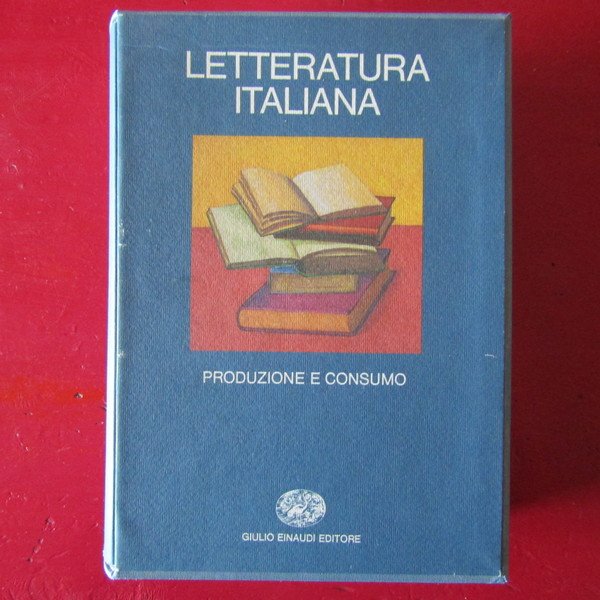 LETTERATURA
ITALIANA
PRODUZIONE E CONSUMO
GIULIO EINAUDI EDITORE